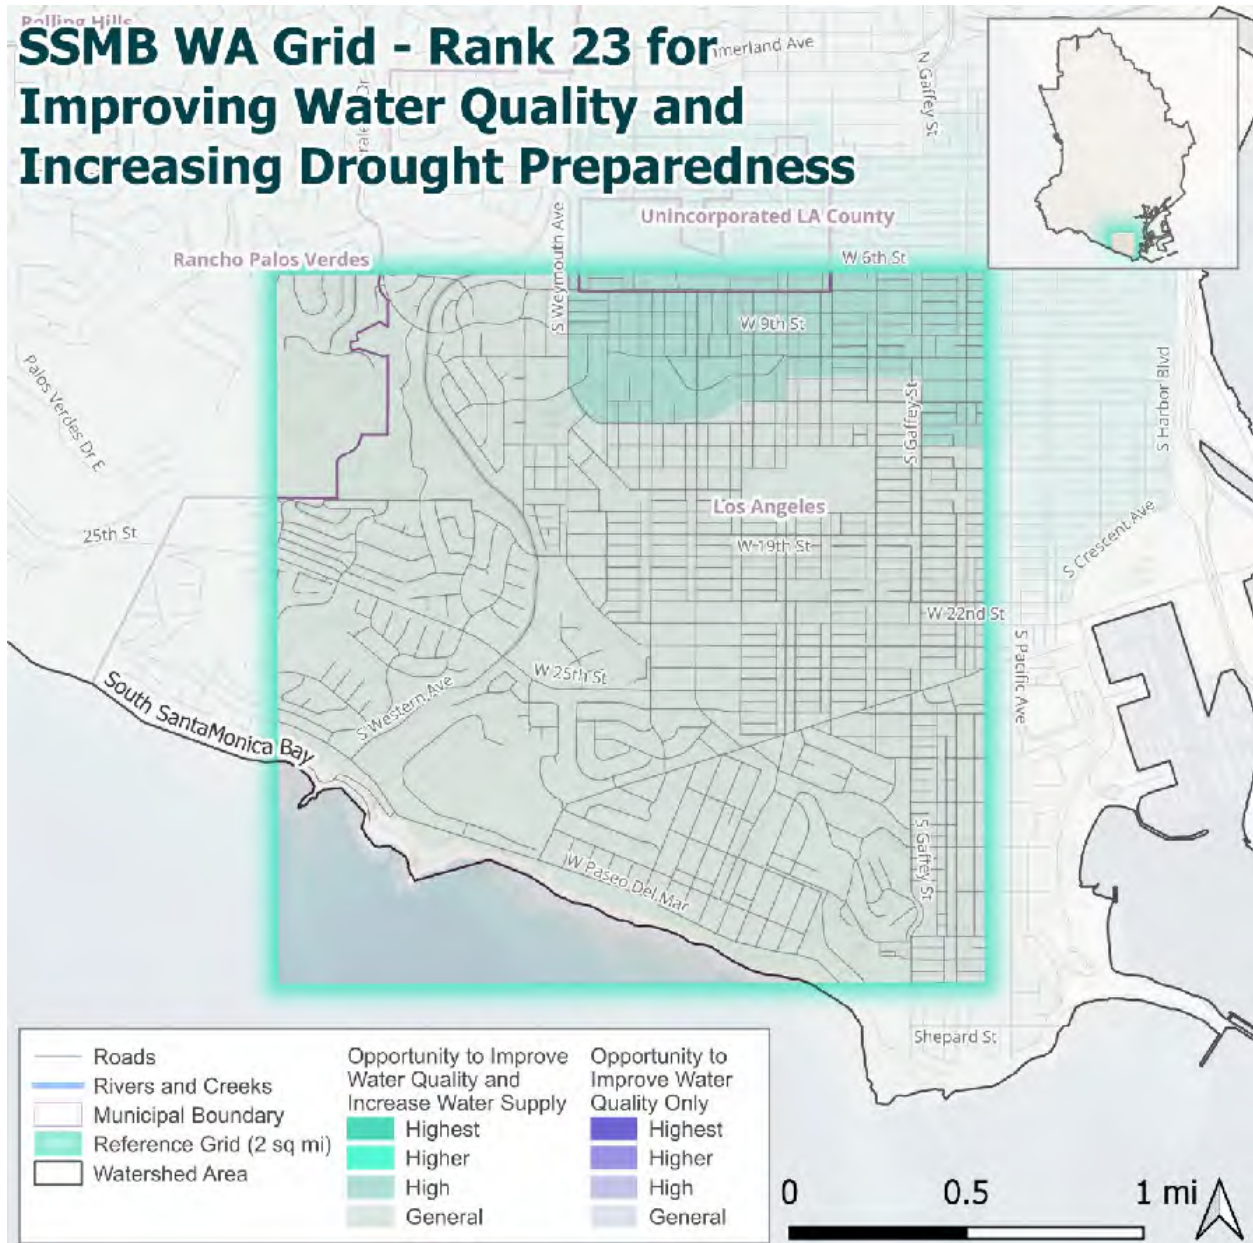 Rolling Hills
SSMB WA Grid - Rank 23 for
Improving Water Quality and
Increasing Drought Preparedness
N Gaffey St
Unincorporated LA County
W 6th St
Rancho Palos Verdes
S Weymouth Ave
W 9th St
Palos Verdes Dr E
S Gaffey St
S Harbor Blvd
Los Angeles
25th St
W 19th St
S Crescent Ave
W 22nd St
S Pacific Ave
W 25th St
S Western Ave
South SantaMonica Bay
S Gaffey St
W Paseo Del Mar
Shepard St
Roads
Rivers and Creeks
Municipal Boundary
Reference Grid (2 sq mi)
Watershed Area
Opportunity to Improve
Water Quality and
Increase Water Supply
Highest
Higher
High
General
Opportunity to
Improve Water
Quality Only
Highest
Higher
High
General
0 0.5 1 mi